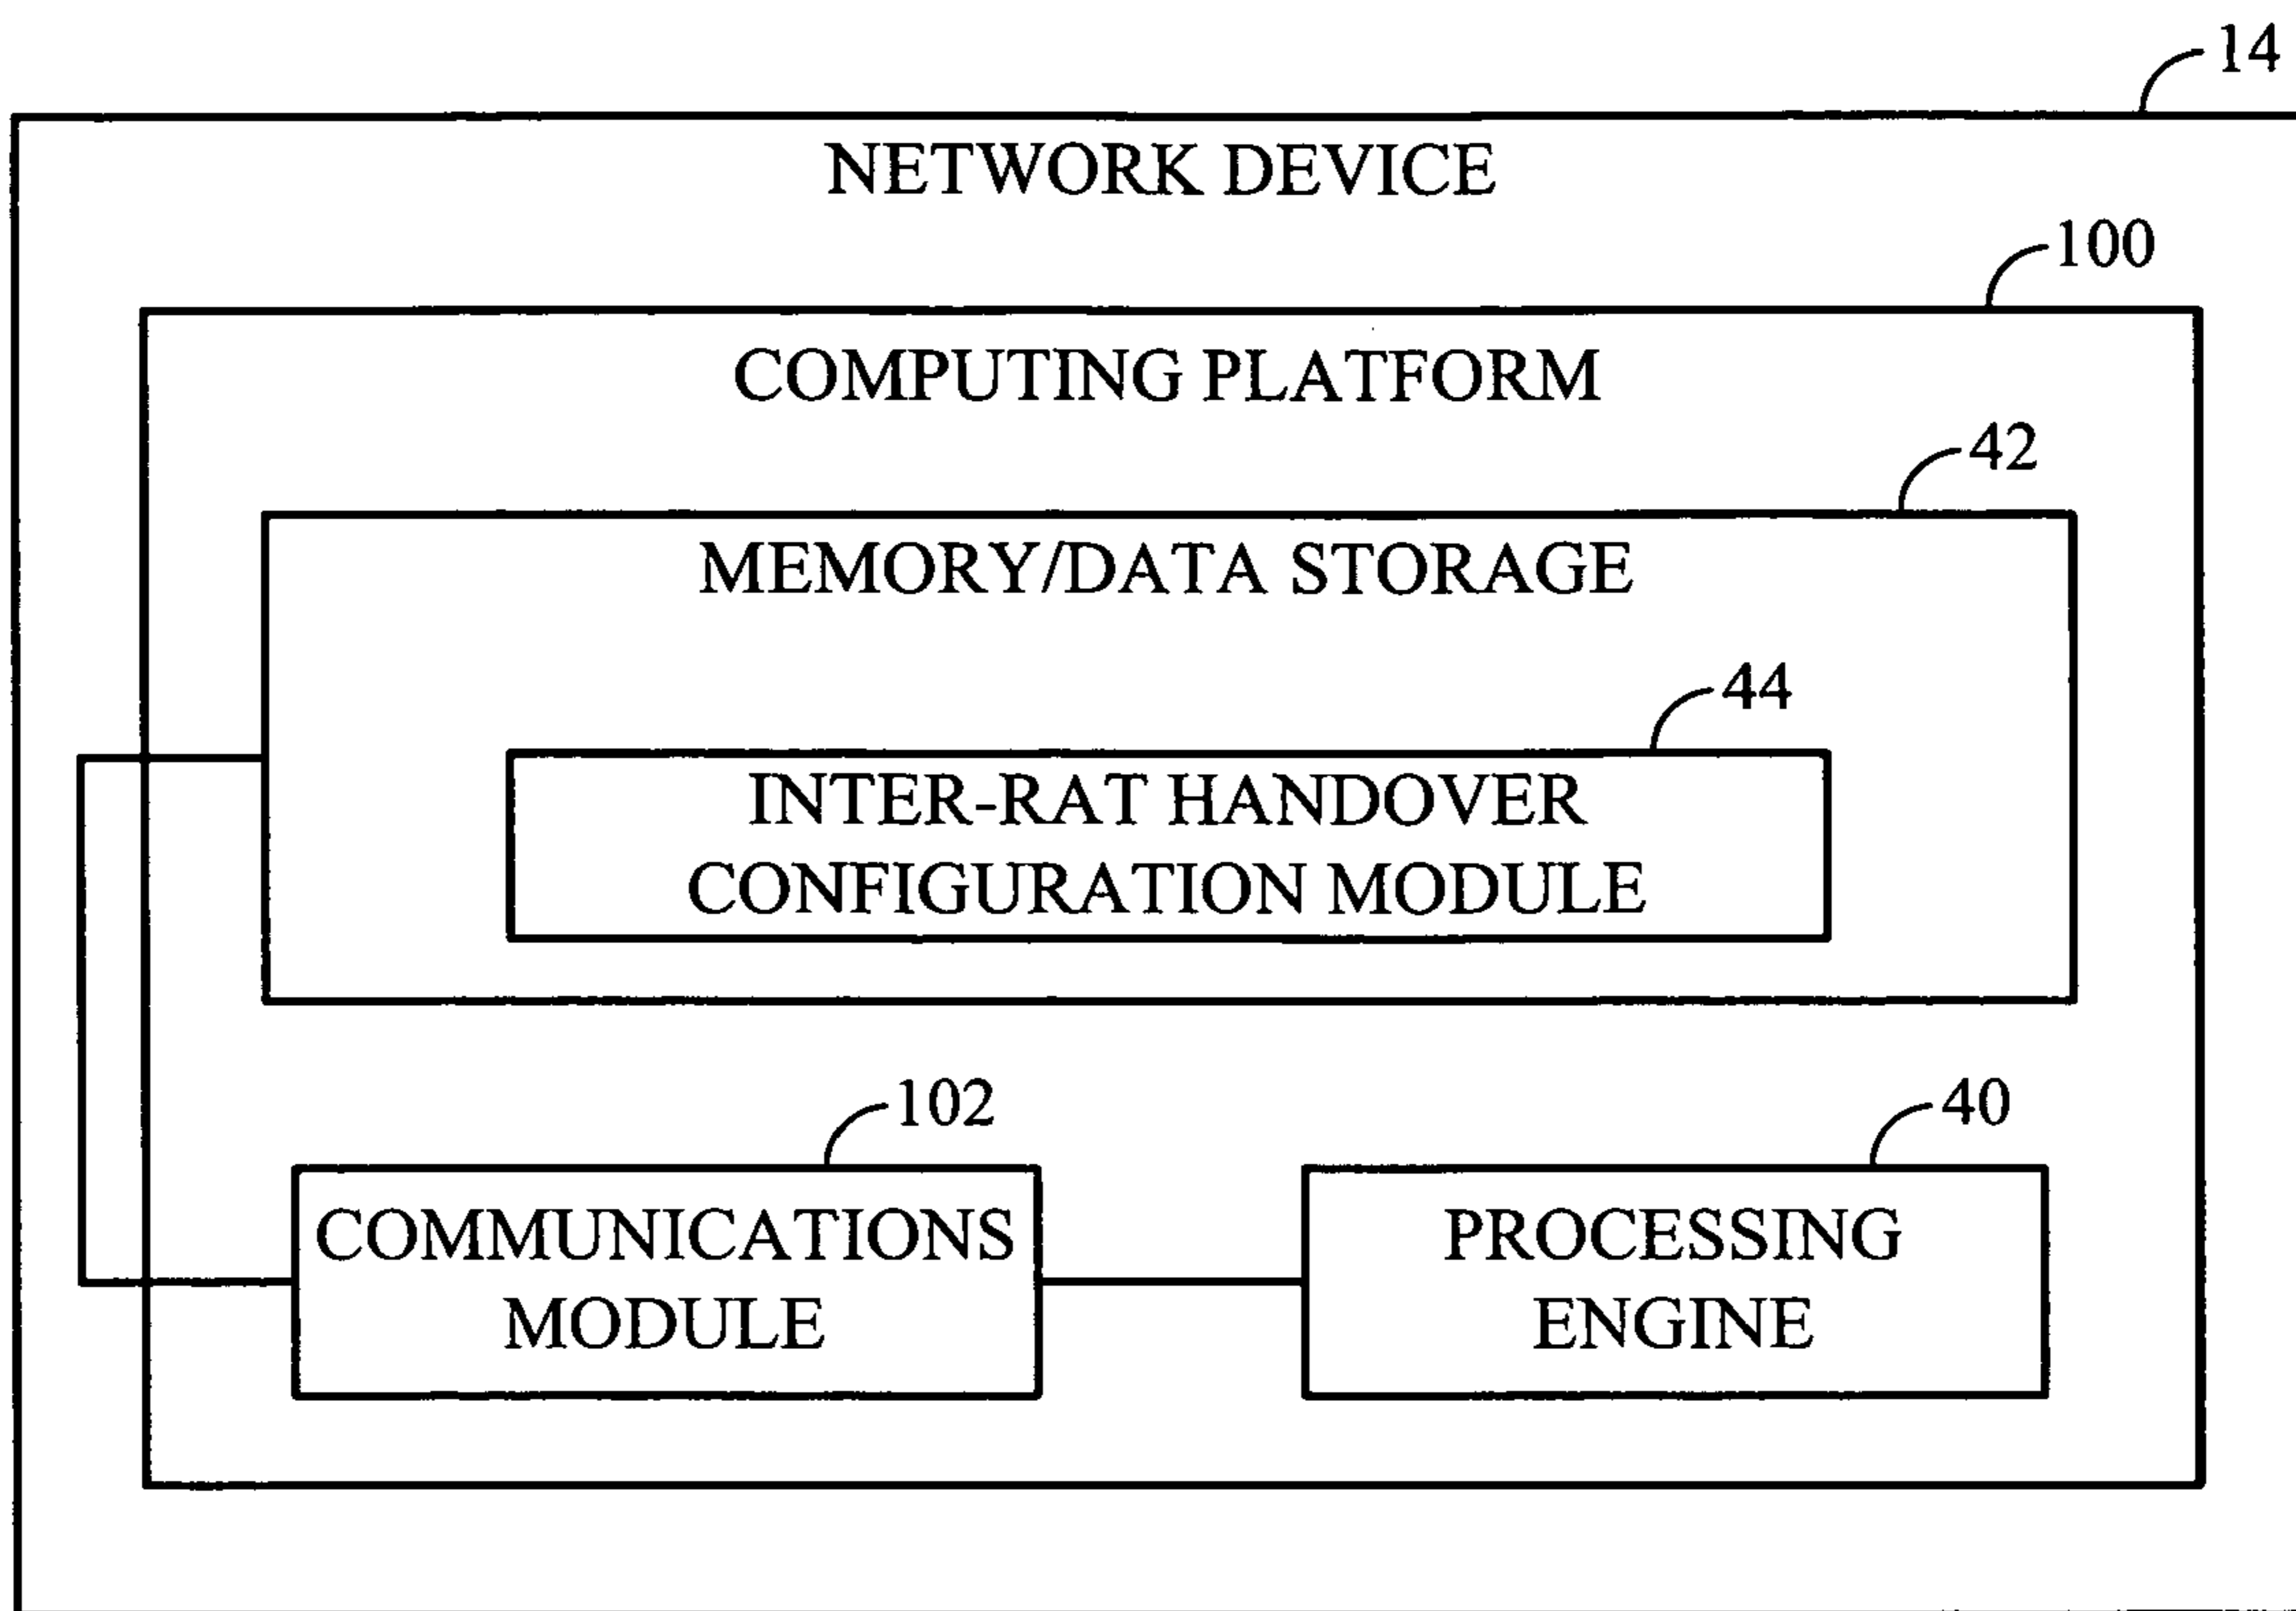 14
NETWORK DEVICE
100
COMPUTING PLATFORM
42
MEMORY/DATA STORAGE
44
INTER-RAT HANDOVER
CONFIGURATION MODULE
102
40
COMMUNICATIONS
MODULE
PROCESSING
ENGINE